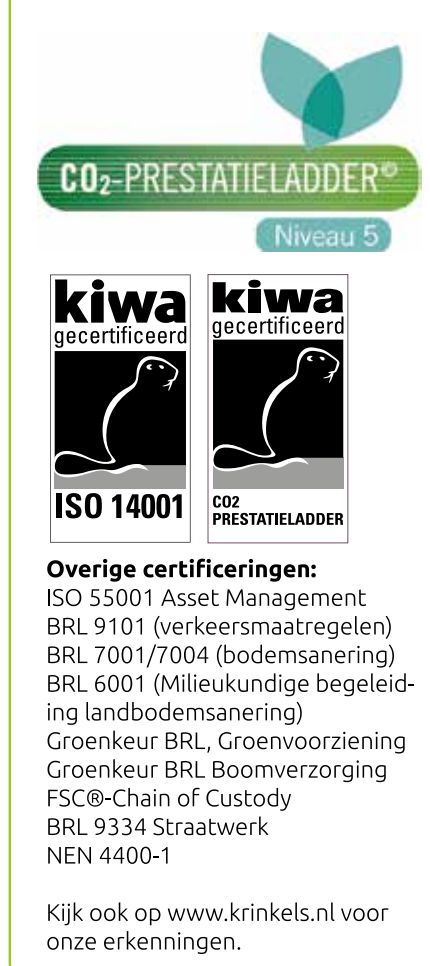 CO₂-PRESTATIELADDER®
Niveau 5
kiwa
gecertificeerd
ISO 14001
kiwa
gecertificeerd
CO2
PRESTATIELADDER
Overige certificeringen:
ISO 55001 Asset Management
BRL 9101 (verkeersmaatregelen)
BRL 7001/7004 (bodemsanering)
BRL 6001 (Milieukundige begeleid-
ing landbodemsanering)
Groenkeur BRL, Groenvoorziening
Groenkeur BRL Boomverzorging
FSC®-Chain of Custody
BRL 9334 Straatwerk
NEN 4400-1
Kijk ook op www.krinkels.nl voor
onze erkenningen.